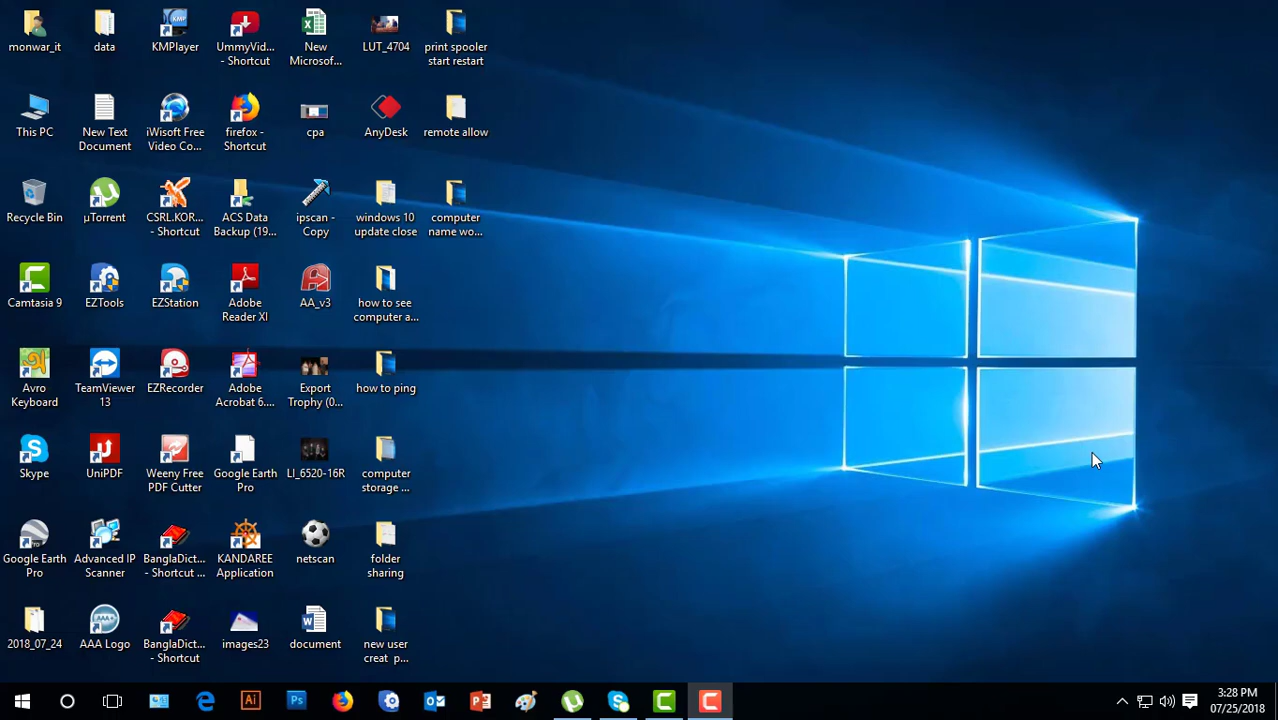 monwar_it
data
KMPlayer
UmmyVid...
- Shortcut
New
Microsof...
LUT_4704
print spooler
start restart
This PC
New Text
Document
iWisoft Free
Video Co...
firefox -
Shortcut
cpa
AnyDesk
remote allow
Recycle Bin
µTorrent
CSRL.KOR...
- Shortcut
ACS Data
Backup (19...
ipscan -
Copy
windows 10
update close
computer
name wo...
Camtasia 9
EZTools
EZStation
Adobe
Reader XI
AA_v3
how to see
computer a...
Avro
Keyboard
TeamViewer
13
EZRecorder
Adobe
Acrobat 6....
Export
Trophy (0...
how to ping
Skype
UniPDF
Weeny Free
PDF Cutter
Google Earth
Pro
LI_6520-16R
computer
storage ...
Google Earth
Pro
Advanced IP
Scanner
BanglaDict...
- Shortcut ...
KANDAREE
Application
netscan
folder
sharing
2018_07_24
AAA Logo
BanglaDict...
- Shortcut
images23
document
new user
creat p...
3:28 PM
07/25/2018